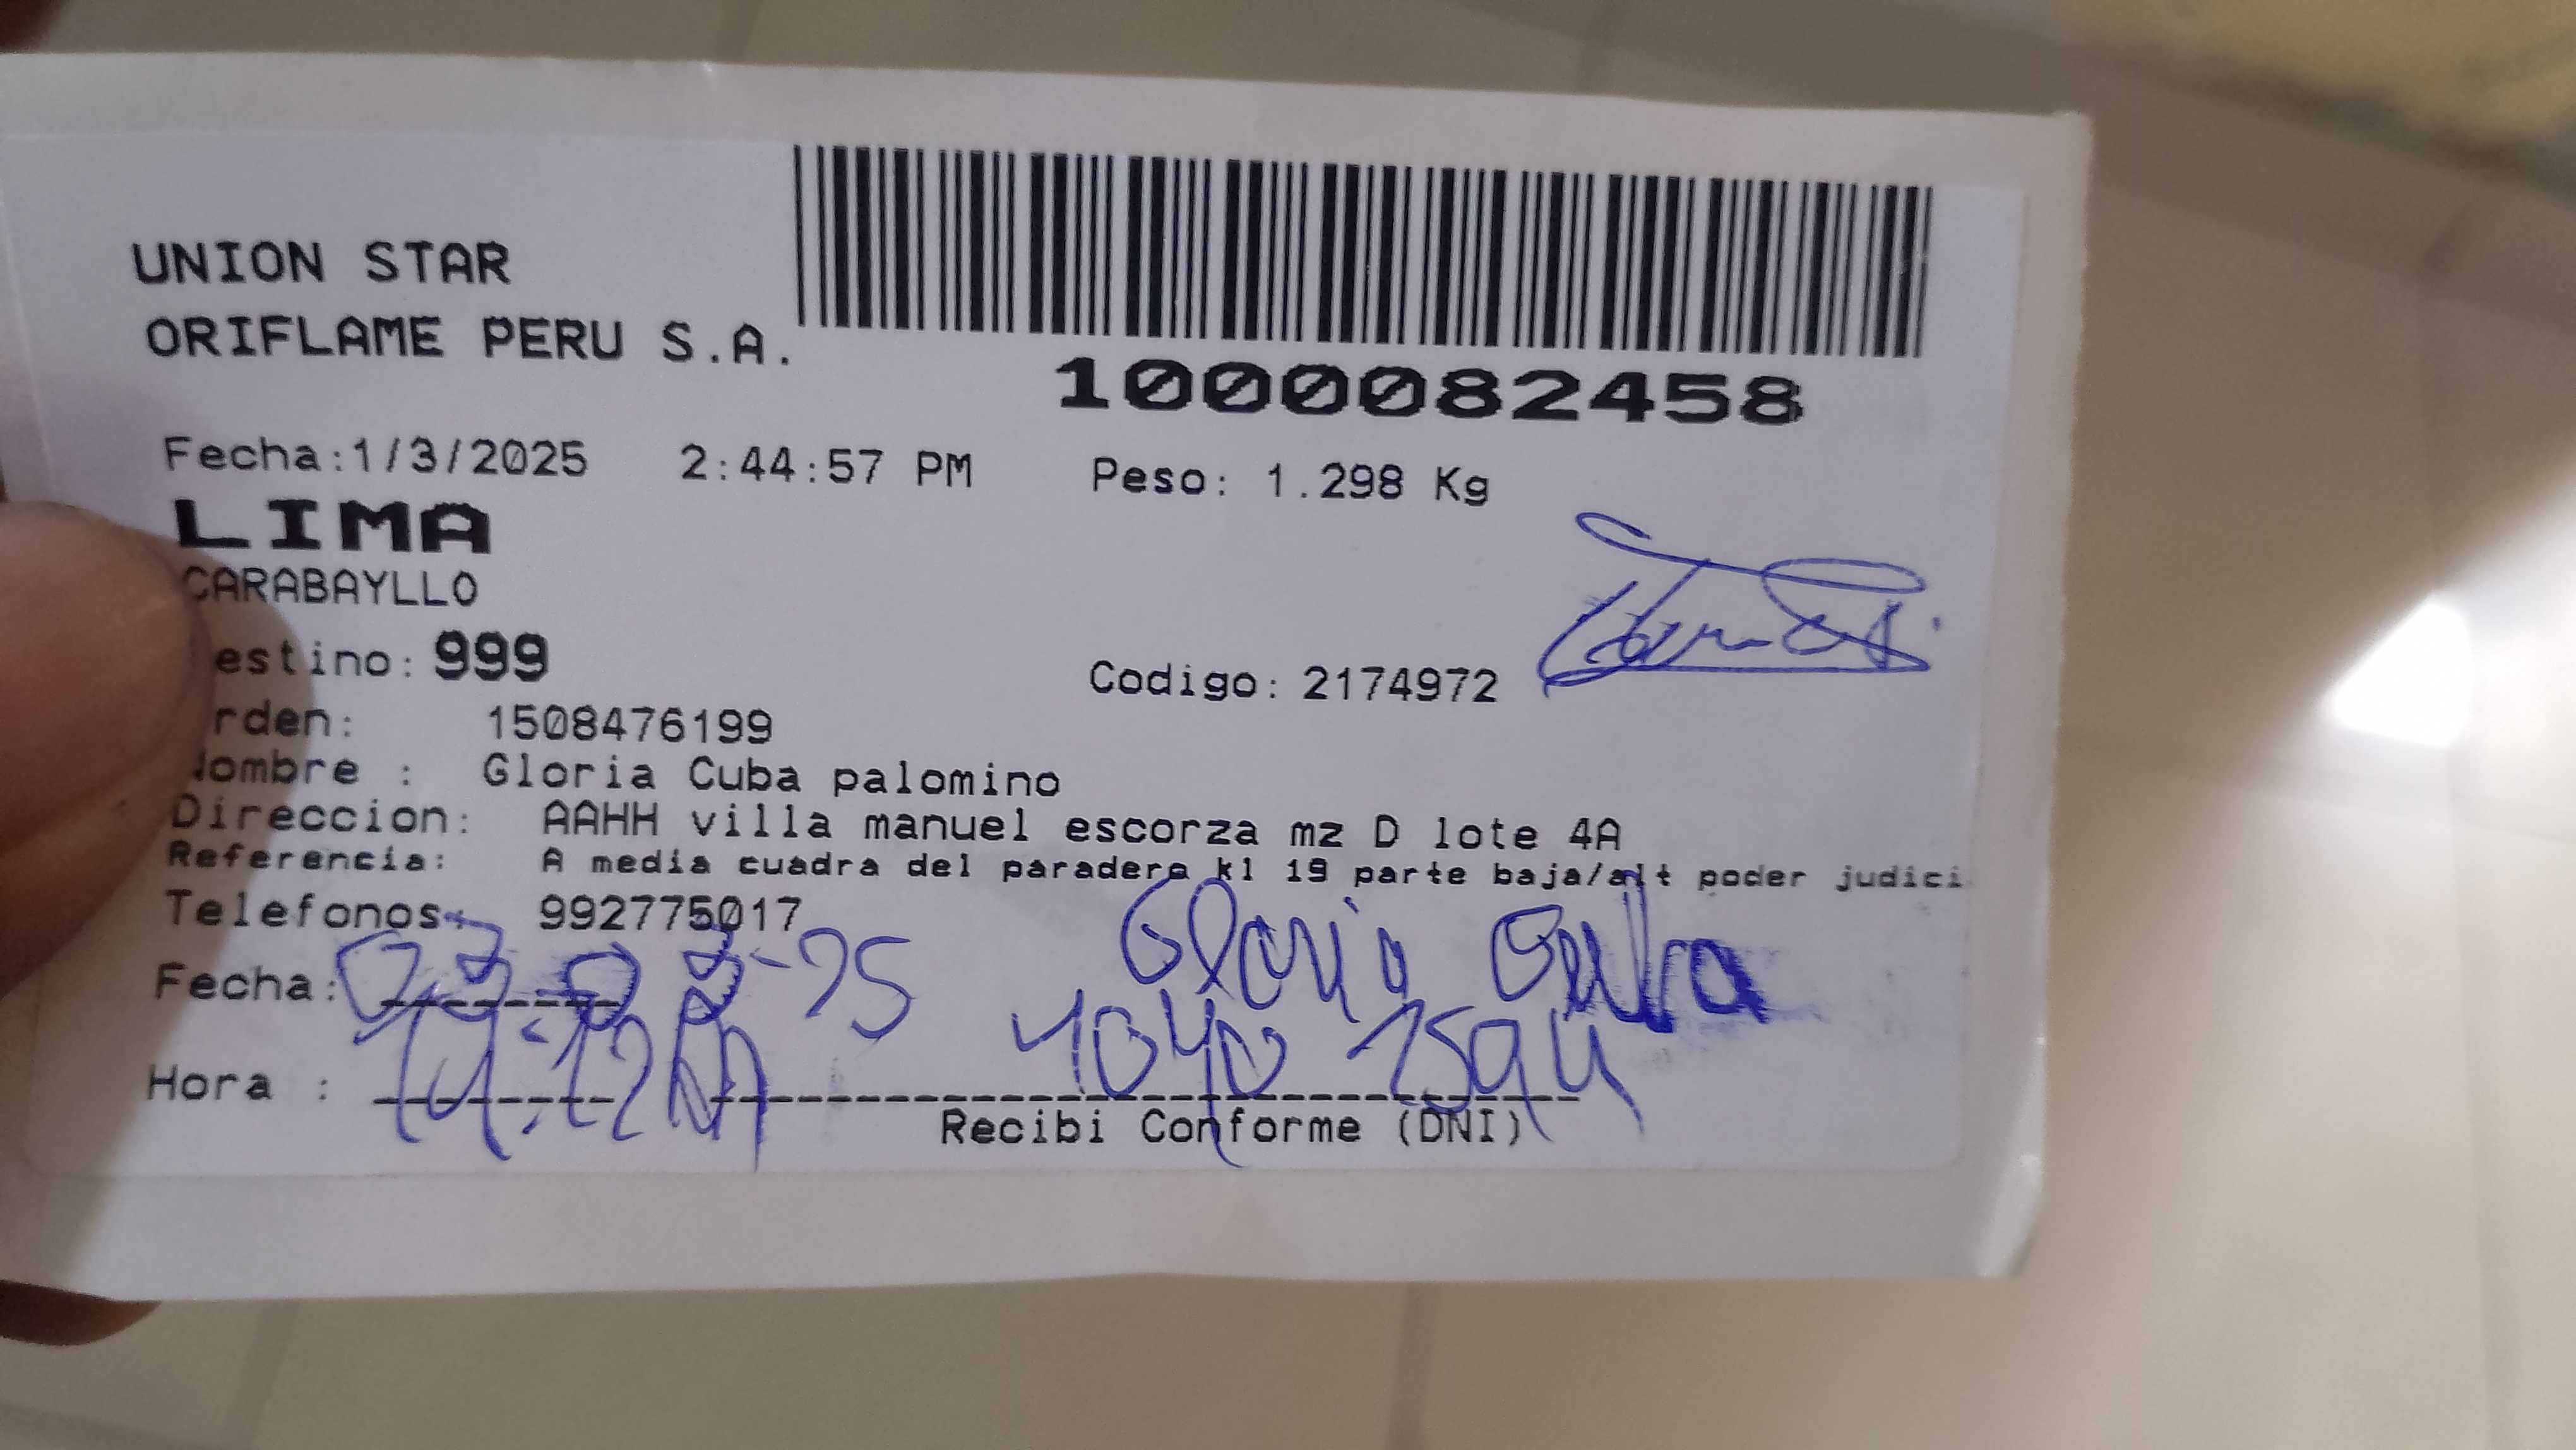 UNION STAR
ORIFLAME PERU S.A.
1000082458
Fecha:1/3/2025 2:44:57 PM Peso: 1.298 Kg
LIMA
CARABAYLLO
estino: 999
Codigo: 2174972
rden: 1508476199
ombre : Gloria Cuba palomino
Direccion: AAHH villa manuel escorza mz D lote 4A
Referencia: A media cuadra del paradero kl 19 parte baja/alt poder judici
Telefonos: 992775017
Gloria Cuba
Fecha: 03-03-25
Hora :
Recibi Conforme (DNI)